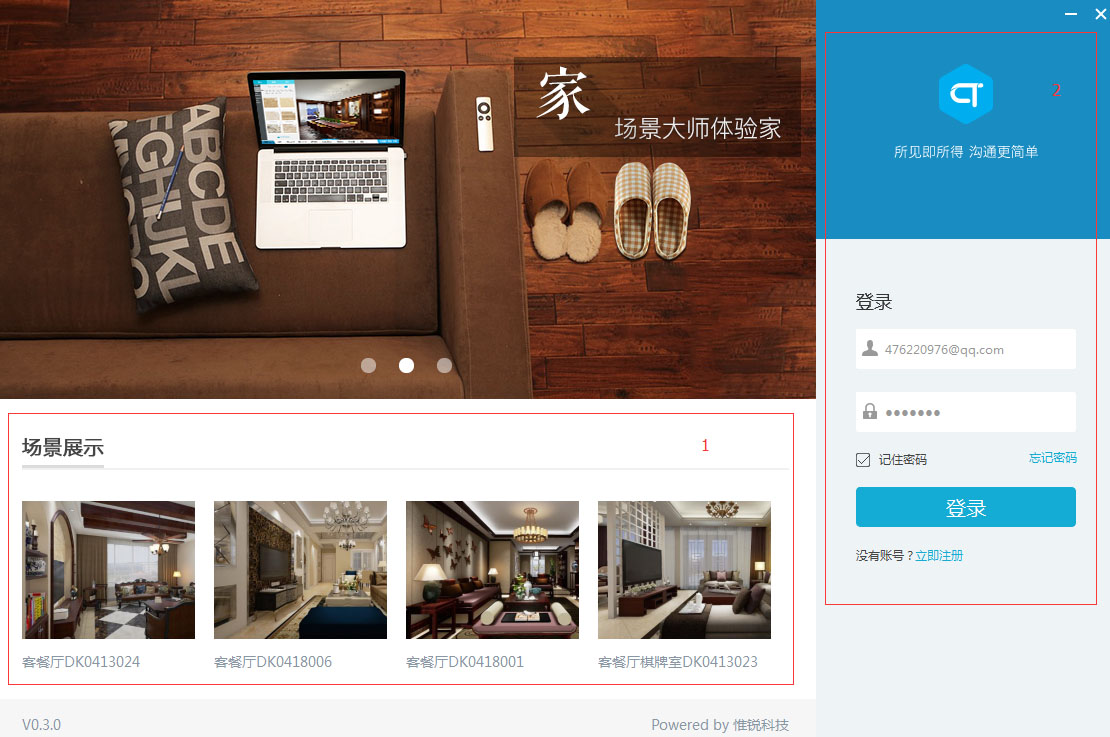 家
场景大师体验家
ABCDE
FGHIJKL
2
所见即所得 沟通更简单
登录
476220976@qq.com
●●●●●●●
记住密码
忘记密码
登录
没有账号？立即注册
场景展示
1
客餐厅DK0413024
客餐厅DK0418006
客餐厅DK0418001
客餐厅棋牌室DK0413023
V0.3.0
Powered by 惟锐科技